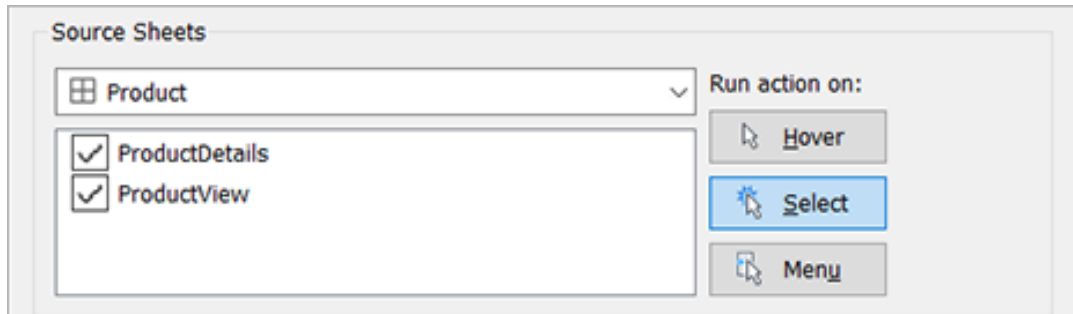 Source Sheets
Product
Run action on:
ProductDetails
ProductView
Hover
Select
Menu